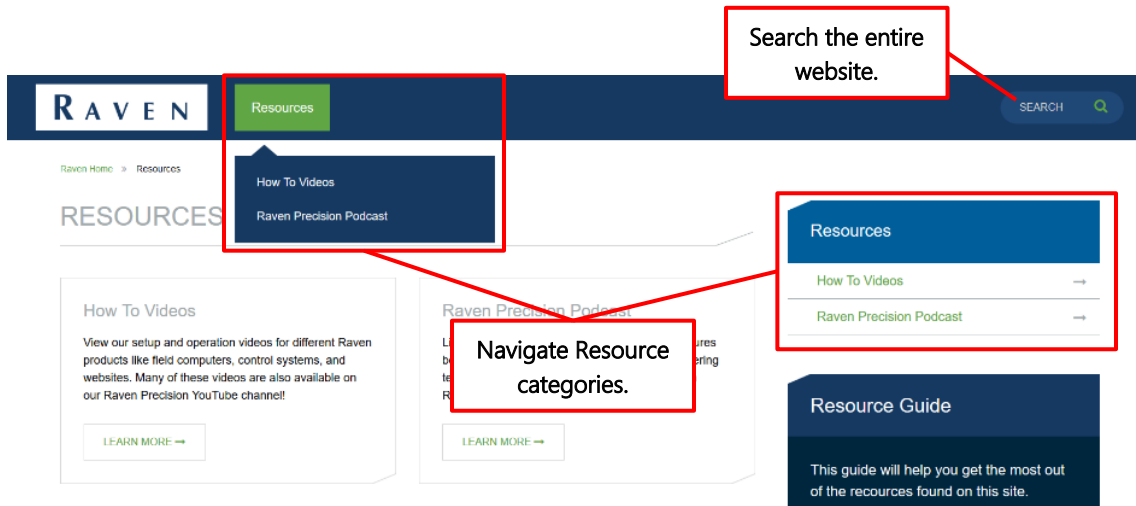 Search the entire
website.
RAVEN
Resources
SEARCH
Raven Home » Resources
How To Videos
Raven Precision Podcast
RESOURCES
Resources
How To Videos
Raven Precision Podcast
How To Videos
View our setup and operation videos for different Raven
products like field computers, control systems, and
websites. Many of these videos are also available on
our Raven Precision YouTube channel!
LEARN MORE
Raven Precision Podcast
LEARN MORE
Navigate Resource
categories.
Resource Guide
This guide will help you get the most out
of the recources found on this site.